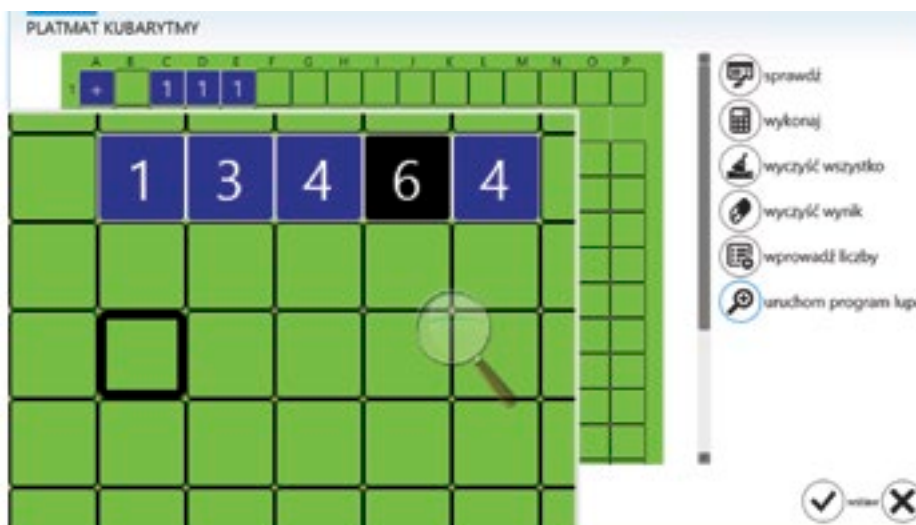 PLATMAT KUBARYTMY
A B C D E F G H I J K L M N O P
1 + 1 1 1
1 3 4 6 4
sprawdź
wykonaj
wyczyść wszystko
wyczyść wynik
wprowadź liczby
uruchom program lup
wstaw